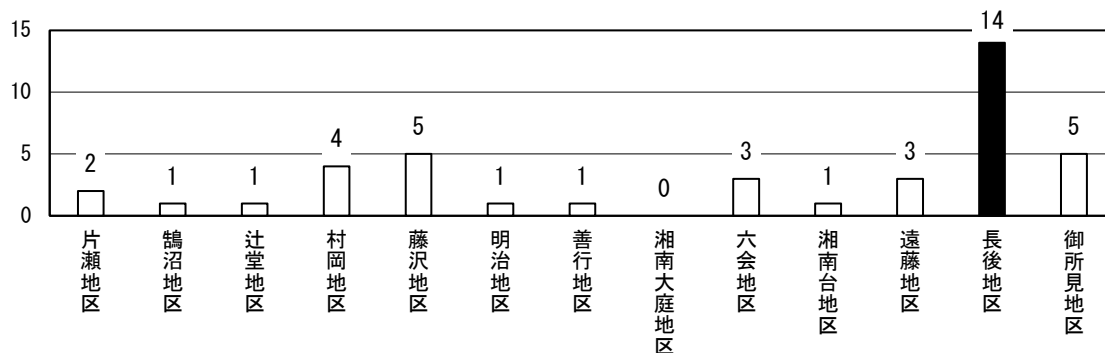 15
10
5
0
2
1
1
4
5
1
1
0
3
1
3
14
5
片瀬地区
鵠沼地区
辻堂地区
村岡地区
藤沢地区
明治地区
善行地区
湘南大庭地区
六会地区
湘南台地区
遠藤地区
長後地区
御所見地区